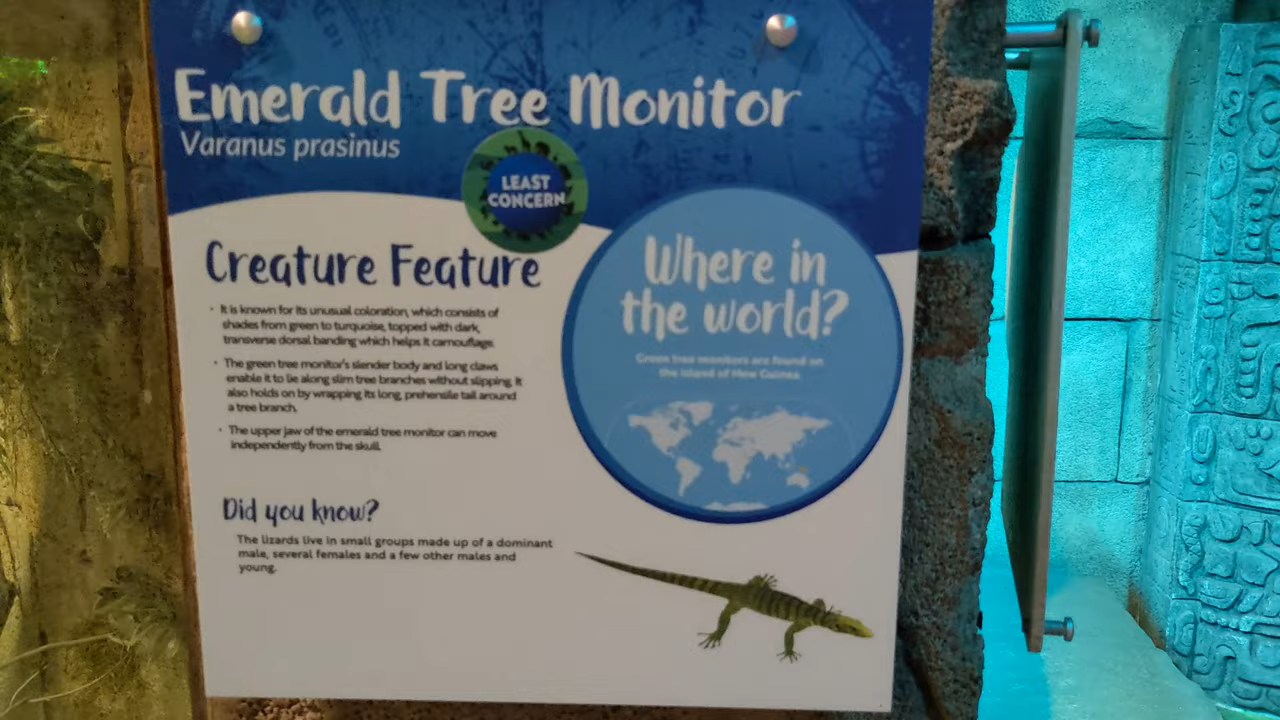 Emerald Tree Monitor
Varanus prasinus
LEAST
CONCERN
Creature Feature
· It is known for its unusual coloration, which consists of
shades from green to turquoise, topped with dark,
transverse dorsal banding which helps it camouflage.
· The green tree monitor's slender body and long claws
enable it to lie along slim tree branches without slipping. It
also holds on by wrapping its long, prehensile tail around
a tree branch.
· The upper jaw of the emerald tree monitor can move
independently from the skull.
Did you know?
The lizards live in small groups made up of a dominant
male, several females and a few other males and
young.
Where in
the world?
Green tree monitors are found on
the island of New Guinea